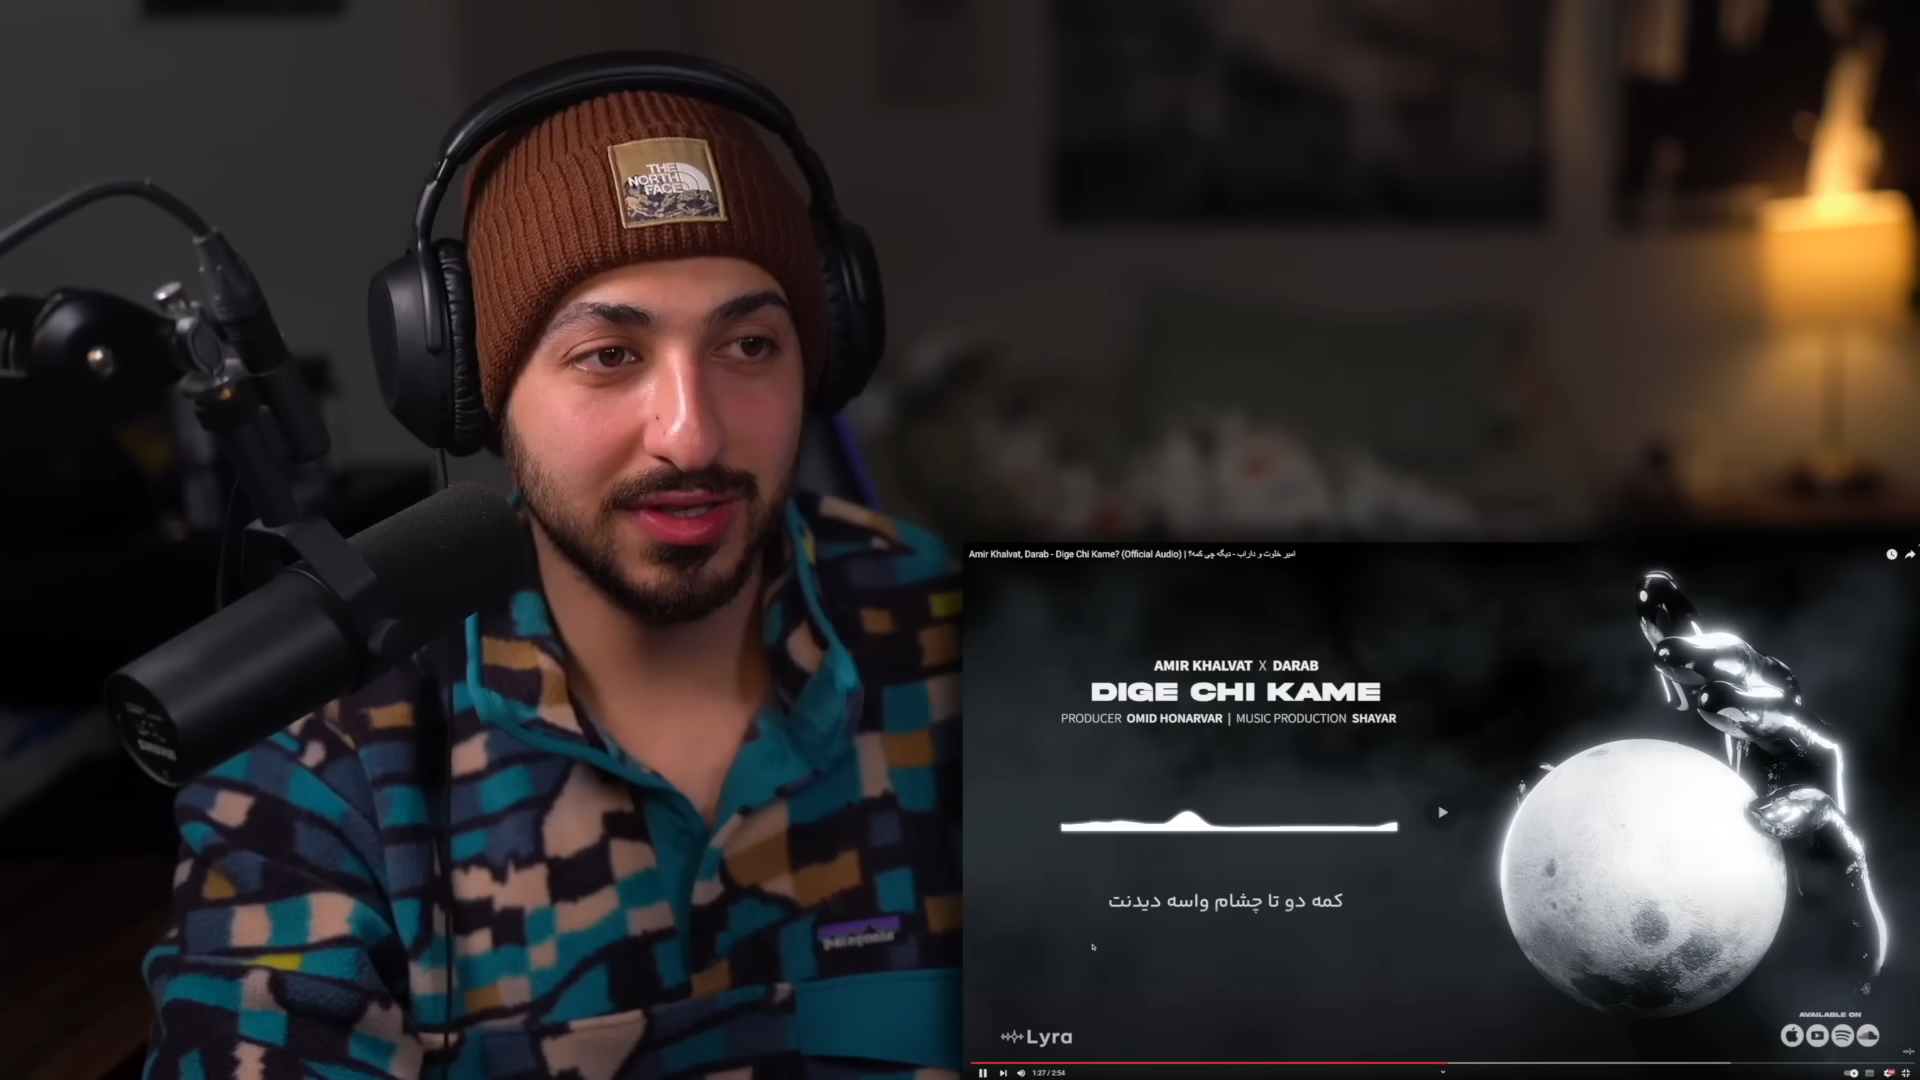 THE
NORTH
FACE
patagonia
Amir Khalvat, Darab - Dige Chi Kame? (Official Audio) | امیر خلوت و داراب - دیگه چی کمه؟
AMIR KHALVAT X DARAB
DIGE CHI KAME
PRODUCER OMID HONARVAR | MUSIC PRODUCTION SHAYAR
کمه دو تا چشام واسه دیدنت
Lyra
AVAILABLE ON
1:27 / 2:54